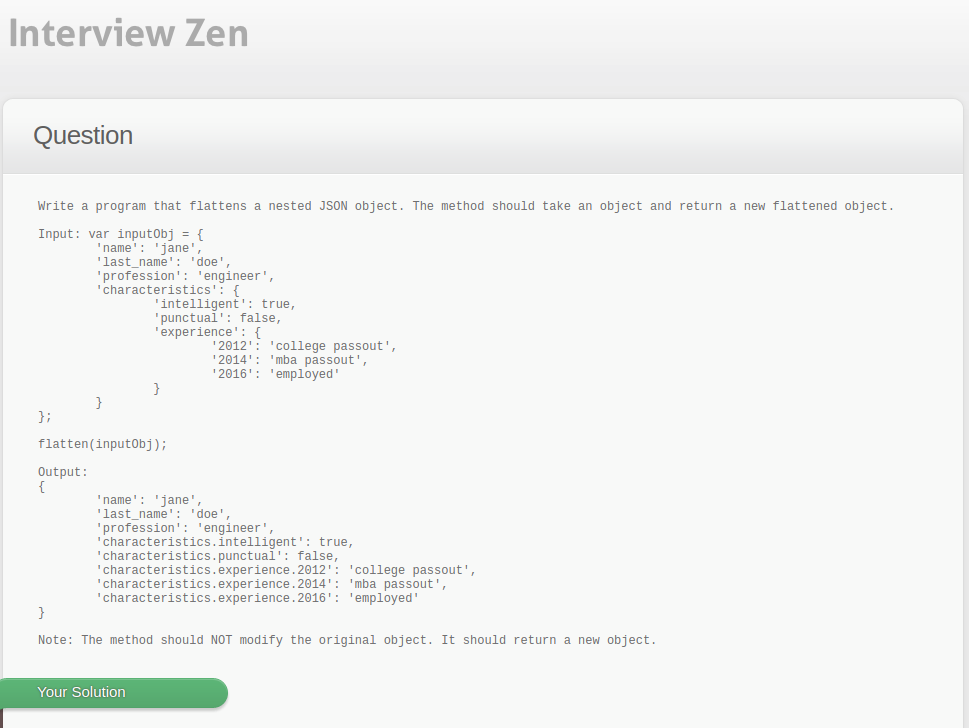 Interview Zen
Question
Write a program that flattens a nested JSON object. The method should take an object and return a new flattened object.
Input: var inputObj = {
'name': 'jane',
'last_name': 'doe',
'profession': 'engineer',
'characteristics': {
'intelligent': true,
'punctual': false,
'experience': {
'2012': 'college passout',
'2014': 'mba passout',
'2016': 'employed'
}
}
};
flatten(inputObj);
Output:
{
'name': 'jane',
'last_name': 'doe',
'profession': 'engineer',
'characteristics.intelligent': true,
'characteristics.punctual': false,
'characteristics.experience.2012': 'college passout',
'characteristics.experience.2014': 'mba passout',
'characteristics.experience.2016': 'employed'
}
Note: The method should NOT modify the original object. It should return a new object.
Your Solution